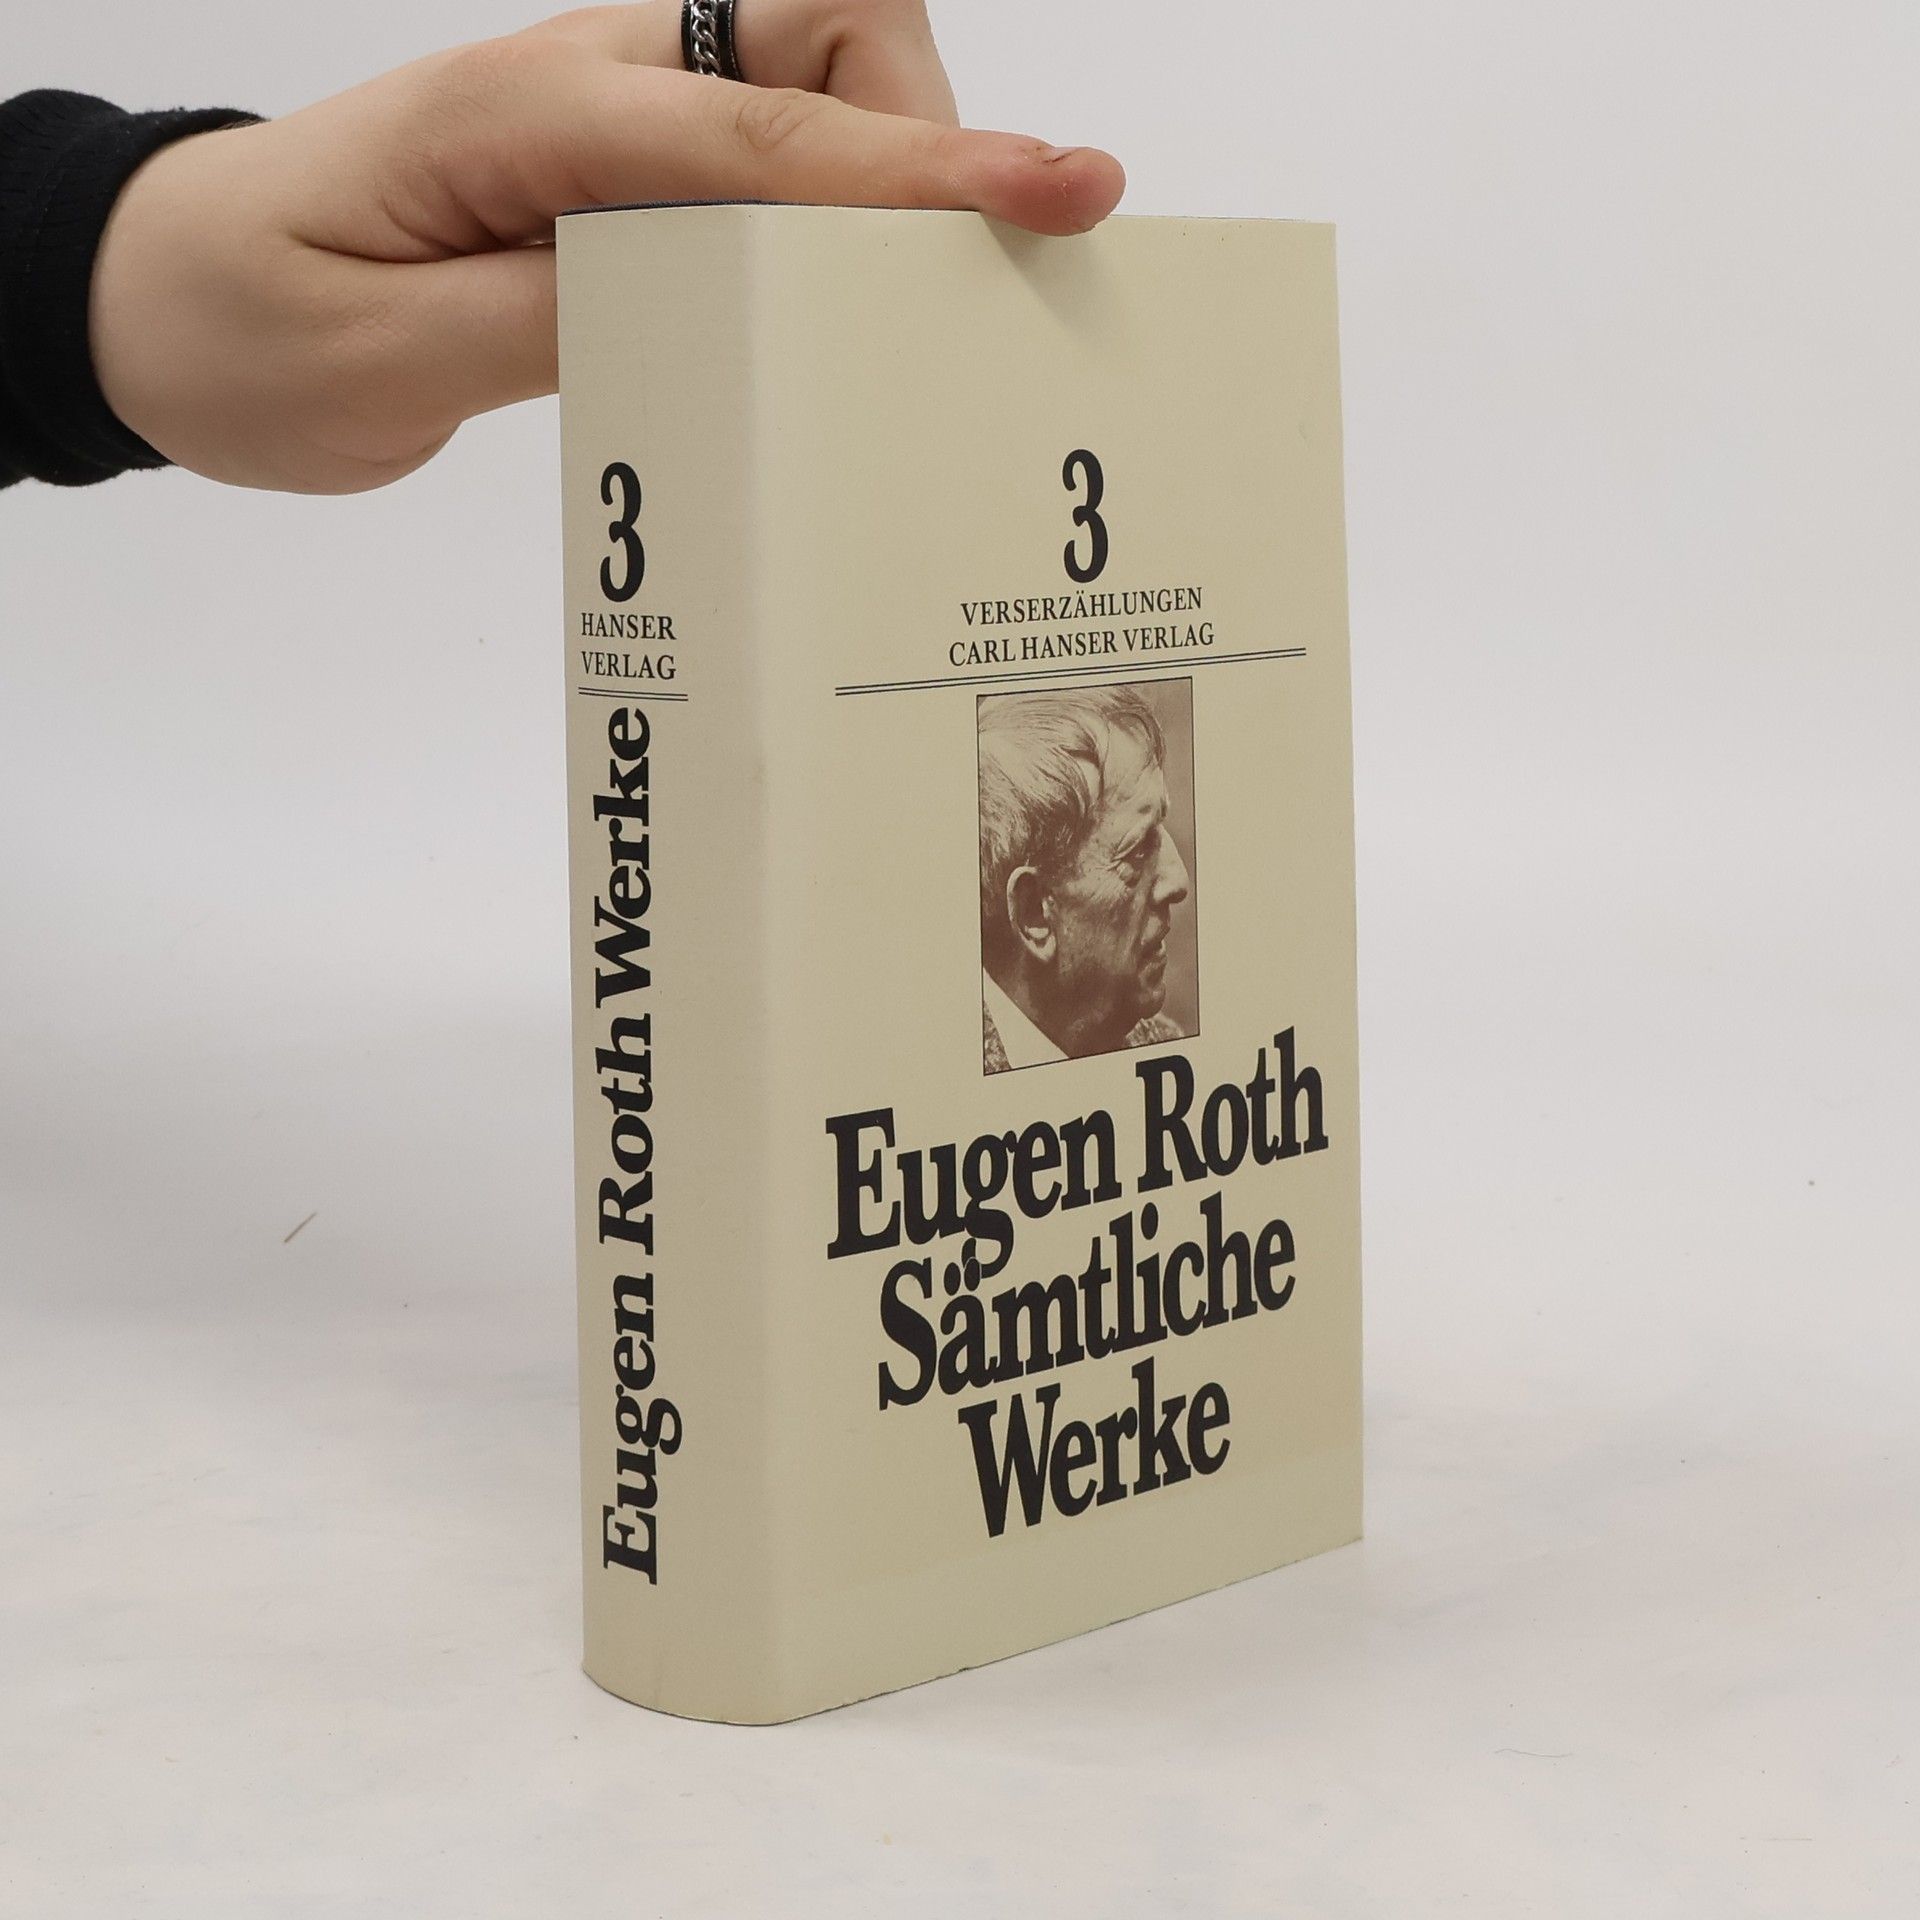 3
HANSER
VERLAG
Eugen Roth Werke
3
VERSERZÄHLUNGEN
CARL HANSER VERLAG
Eugen Roth
Sämtliche
Werke